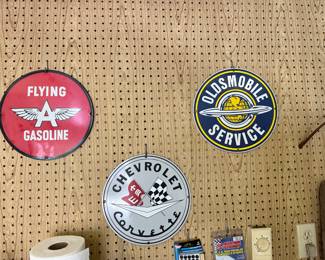 FLYING
A
GASOLINE
OLDSMOBILE
SERVICE
CHEVROLET
Corvette